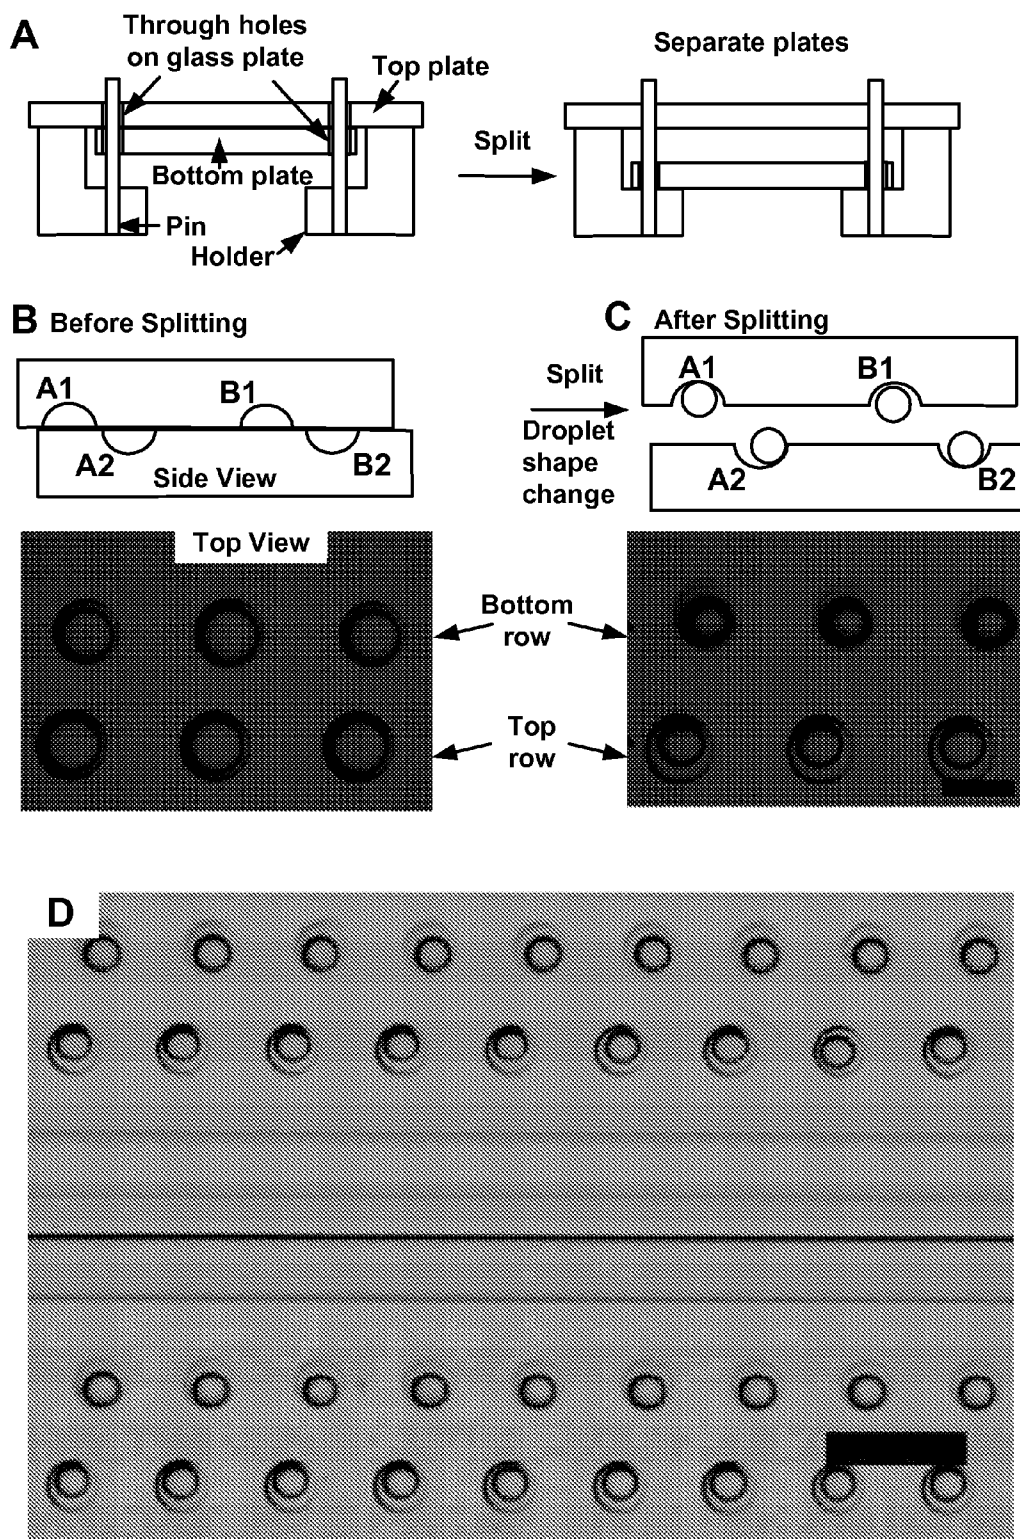 A
Through holes
on glass plate
Top plate
Bottom plate
Pin
Holder
Split
Separate plates
B Before Splitting
A1
B1
A2
B2
Side View
Split
Droplet
shape
change
C After Splitting
A1
B1
A2
B2
Top View
Bottom
row
Top
row
D